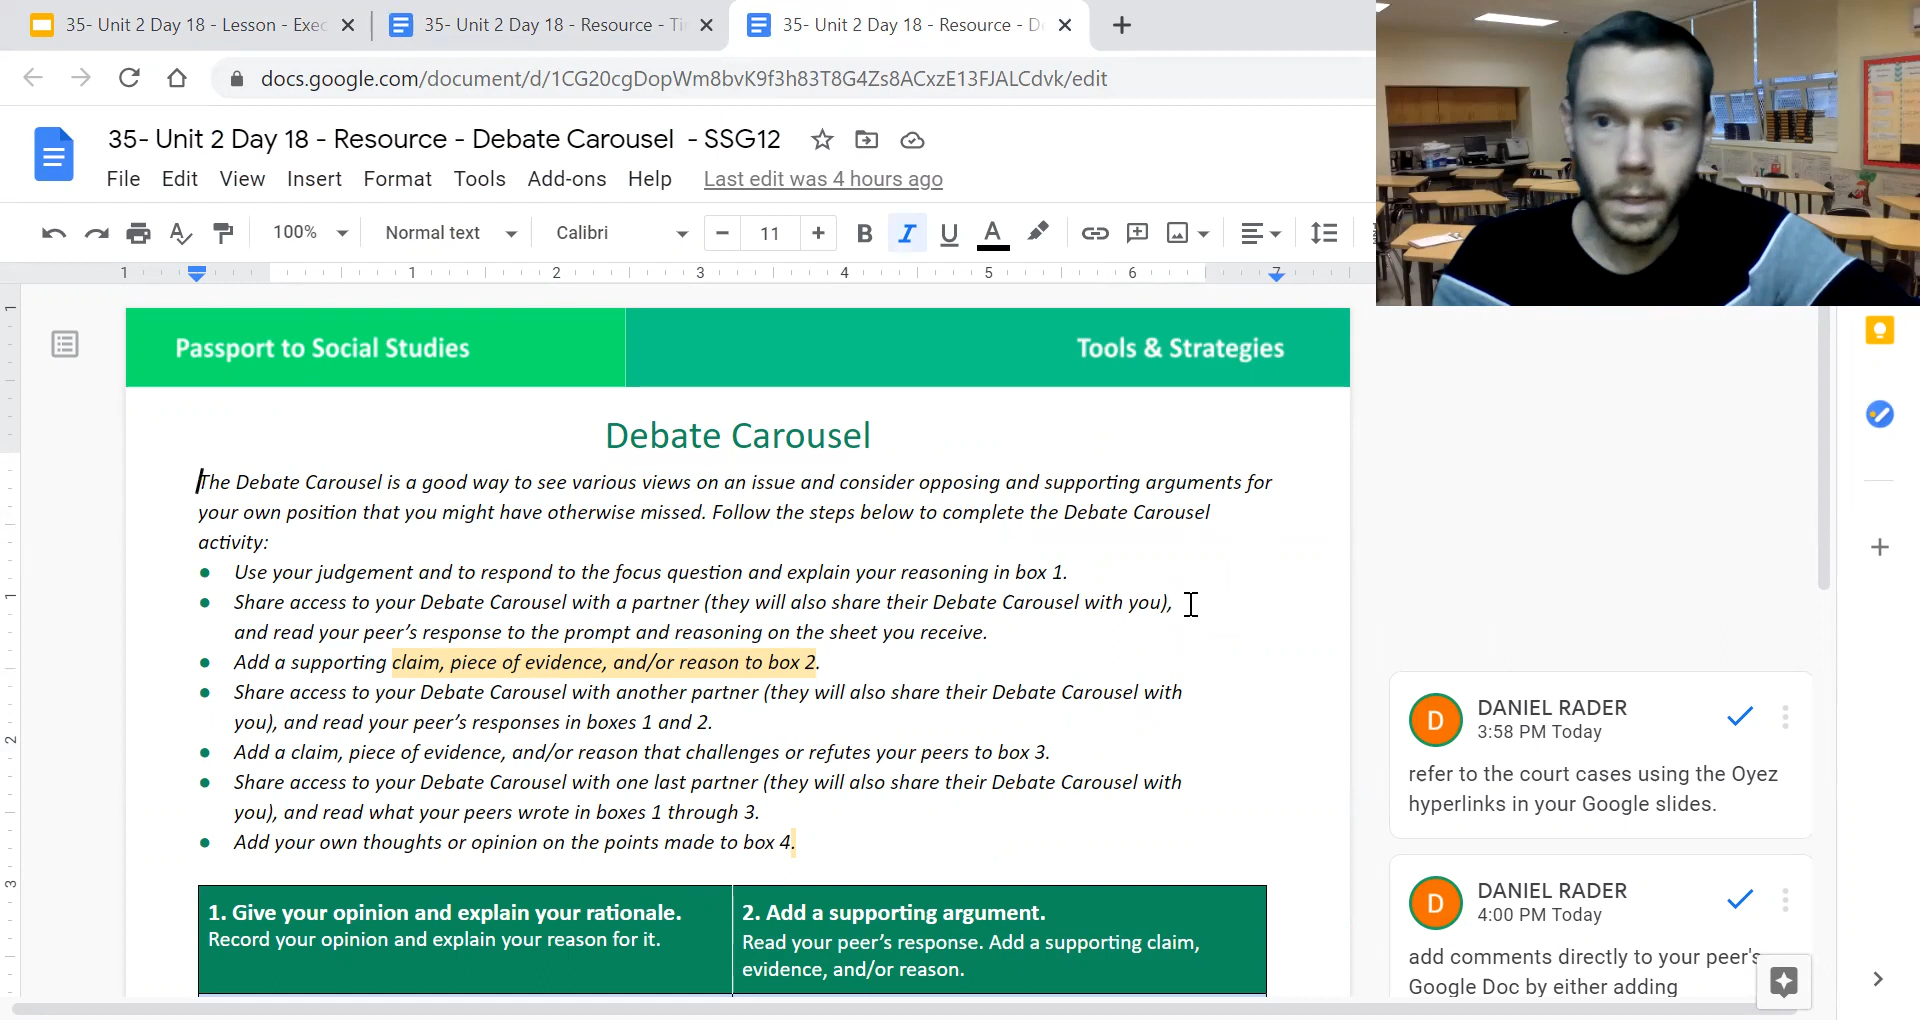 35- Unit 2 Day 18 - Lesson - Exec
35- Unit 2 Day 18 - Resource - Ti
35- Unit 2 Day 18 - Resource - D
docs.google.com/document/d/1CG20cgDopWm8bvK9f3h83T8G4Zs8ACxzE13FJALCdvk/edit
35- Unit 2 Day 18 - Resource - Debate Carousel - SSG12
File Edit View Insert Format Tools Add-ons Help Last edit was 4 hours ago
100% Normal text Calibri 11 B I U A
1 1 2 3 4 5 6 7
Passport to Social Studies Tools & Strategies
Debate Carousel
The Debate Carousel is a good way to see various views on an issue and consider opposing and supporting arguments for
your own position that you might have otherwise missed. Follow the steps below to complete the Debate Carousel
activity:
● Use your judgement and to respond to the focus question and explain your reasoning in box 1.
● Share access to your Debate Carousel with a partner (they will also share their Debate Carousel with you),
and read your peer's response to the prompt and reasoning on the sheet you receive.
● Add a supporting claim, piece of evidence, and/or reason to box 2.
● Share access to your Debate Carousel with another partner (they will also share their Debate Carousel with
you), and read your peer's responses in boxes 1 and 2.
● Add a claim, piece of evidence, and/or reason that challenges or refutes your peers to box 3.
● Share access to your Debate Carousel with one last partner (they will also share their Debate Carousel with
you), and read what your peers wrote in boxes 1 through 3.
● Add your own thoughts or opinion on the points made to box 4.
1. Give your opinion and explain your rationale.
Record your opinion and explain your reason for it.
2. Add a supporting argument.
Read your peer's response. Add a supporting claim,
evidence, and/or reason.
D
DANIEL RADER
3:58 PM Today
refer to the court cases using the Oyez
hyperlinks in your Google slides.
D
DANIEL RADER
4:00 PM Today
add comments directly to your peer's
Google Doc by either adding
1
1
2
3